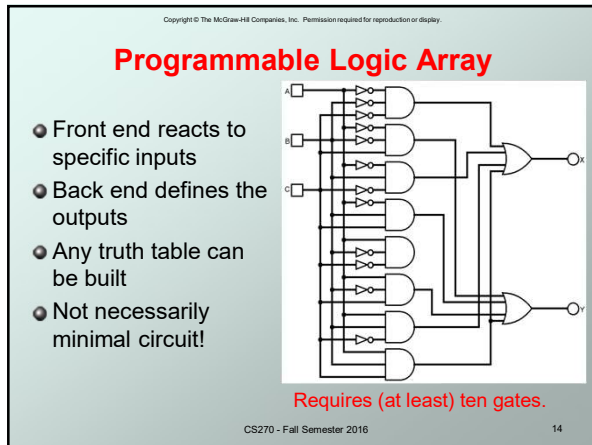 Copyright © The McGraw-Hill Companies, Inc.  Permission required for reproduction or display.
Programmable Logic Array
Front end reacts to
specific inputs
Back end defines the
outputs
Any truth table can
be built
Not necessarily
minimal circuit!
A
B
C
X
Y
Requires (at least) ten gates.
CS270 - Fall Semester 2016
14